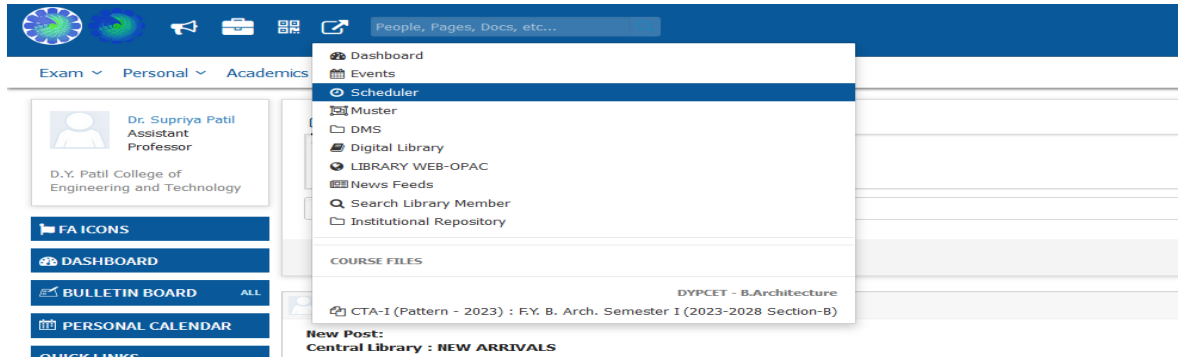 People, Pages, Docs, etc...
Exam Personal Academics
Dashboard
Events
Scheduler
Muster
DMS
Digital Library
LIBRARY WEB-OPAC
News Feeds
Search Library Member
Institutional Repository
COURSE FILES
DYPCET - B.Architecture
CTA-I (Pattern - 2023) : F.Y. B. Arch. Semester I (2023-2028 Section-B)
Dr. Supriya Patil
Assistant
Professor
D.Y. Patil College of
Engineering and Technology
FA ICONS
DASHBOARD
BULLETIN BOARD ALL
PERSONAL CALENDAR
QUICK LINKS
New Post:
Central Library : NEW ARRIVALS